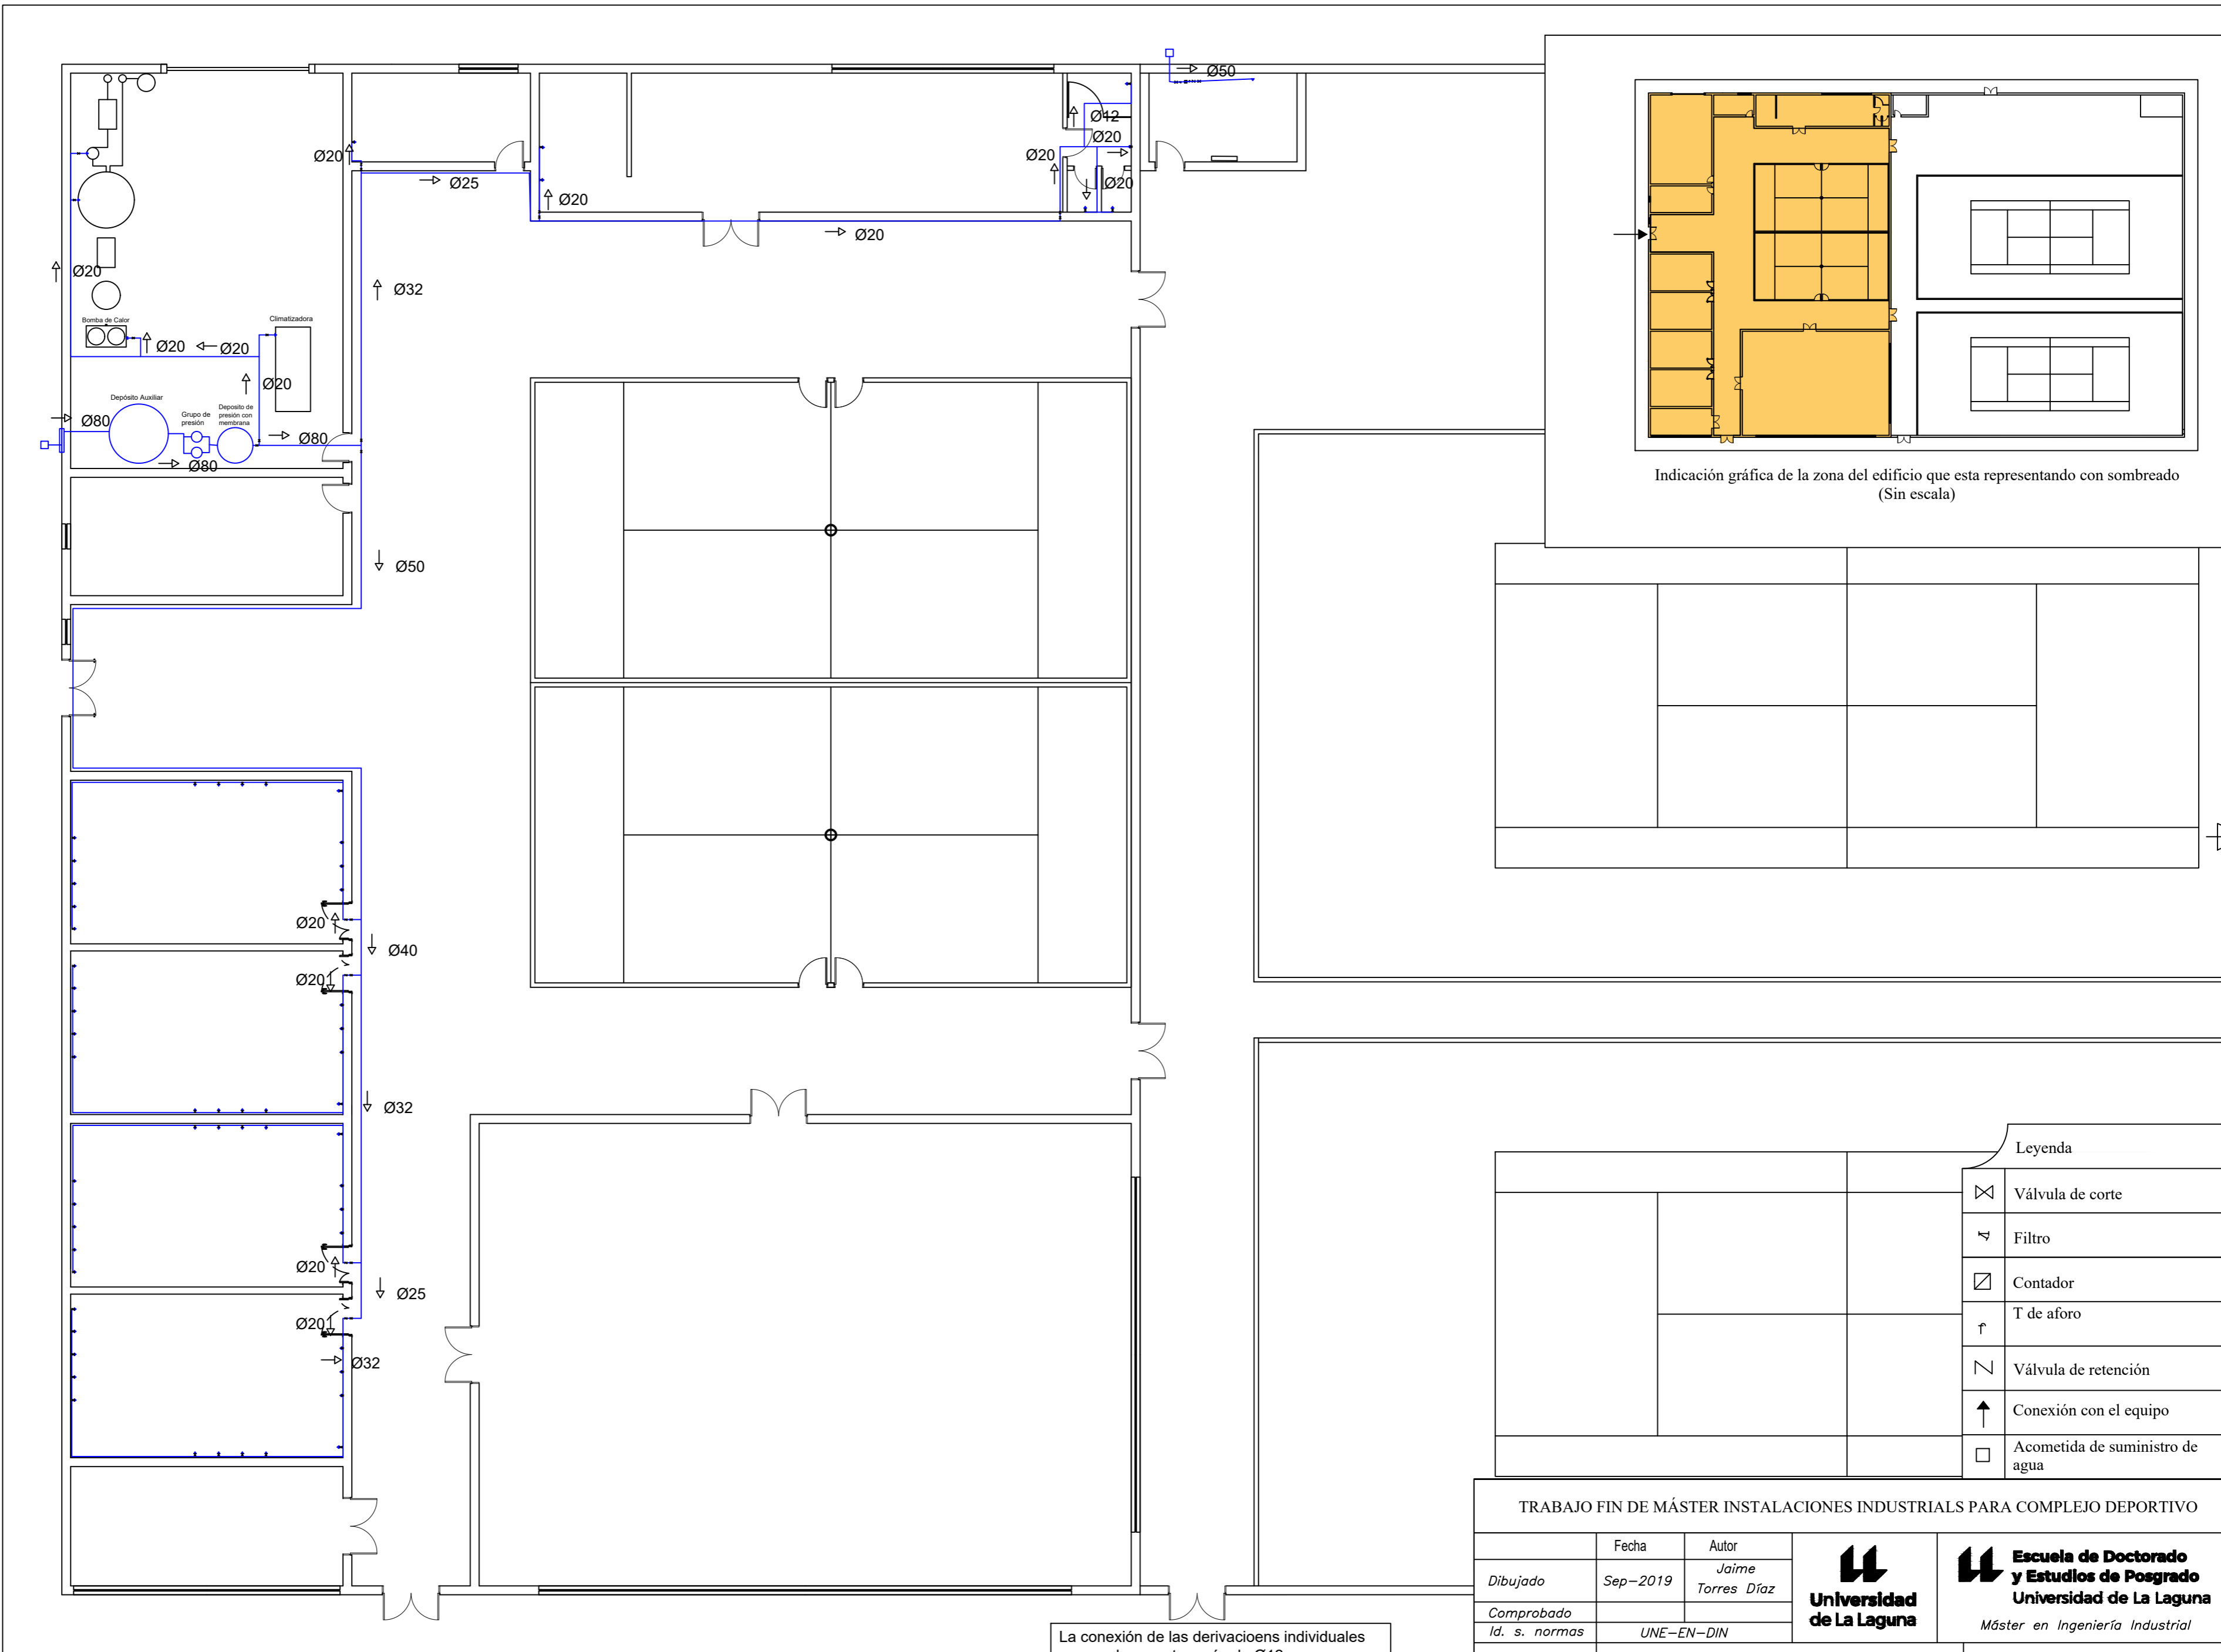 Ø50
Ø12
Ø20
Ø20
Ø20
Ø25
Ø20
Ø20
Ø20
Ø20
Ø32
Bomba de Calor
Climatizadora
Ø20
Ø20
Ø20
Depósito Auxiliar
Grupo de
presión
Deposito de
presión con
membrana
Ø80
Ø80
Ø80
Ø50
Ø20
Ø40
Ø20
Ø32
Ø20
Ø25
Ø20
Ø32
Indicación gráfica de la zona del edificio que esta representando con sombreado
(Sin escala)
Leyenda
Válvula de corte
Filtro
Contador
T de aforo
Válvula de retención
Conexión con el equipo
Acometida de suministro de
agua
TRABAJO FIN DE MÁSTER INSTALACIONES INDUSTRIALS PARA COMPLEJO DEPORTIVO
Fecha
Autor
Dibujado
Sep-2019
Jaime
Torres Díaz
Comprobado
Id. s. normas
UNE-EN-DIN
Universidad
de La Laguna
Escuela de Doctorado
y Estudios de Posgrado
Universidad de La Laguna
Máster en Ingeniería Industrial
La conexión de las derivacioens individuales